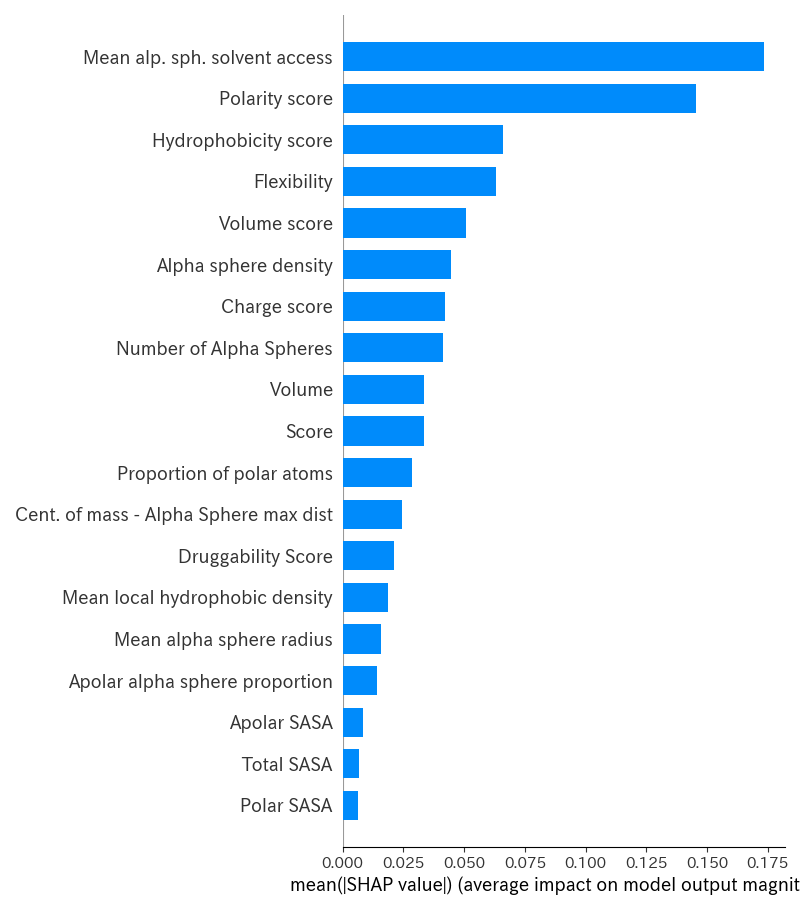 Mean alp. sph. solvent access
Polarity score
Hydrophobicity score
Flexibility
Volume score
Alpha sphere density
Charge score
Number of Alpha Spheres
Volume
Score
Proportion of polar atoms
Cent. of mass - Alpha Sphere max dist
Druggability Score
Mean local hydrophobic density
Mean alpha sphere radius
Apolar alpha sphere proportion
Apolar SASA
Total SASA
Polar SASA
0.000 0.025 0.050 0.075 0.100 0.125 0.150 0.175
mean(|SHAP value|) (average impact on model output magnit